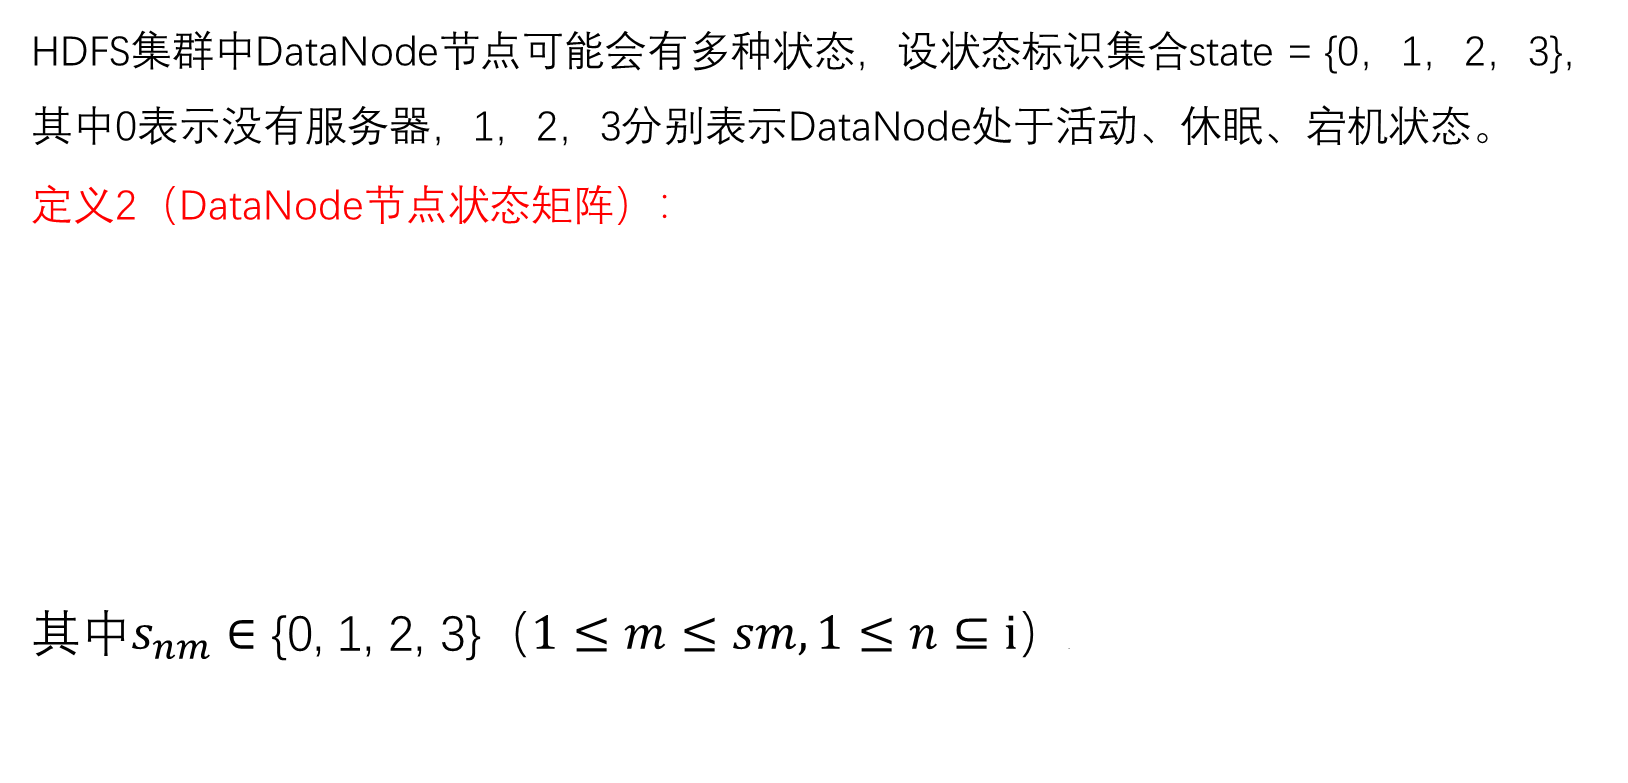 HDFS集群中DataNode节点可能会有多种状态，设状态标识集合state = {0，1，2，3},
其中0表示没有服务器，1，2，3分别表示DataNode处于活动、休眠、宕机状态。
定义2（DataNode节点状态矩阵）：
其中sₙₘ ∈ {0, 1, 2, 3}（1 ≤ m ≤ sm, 1 ≤ n ⊆ i）